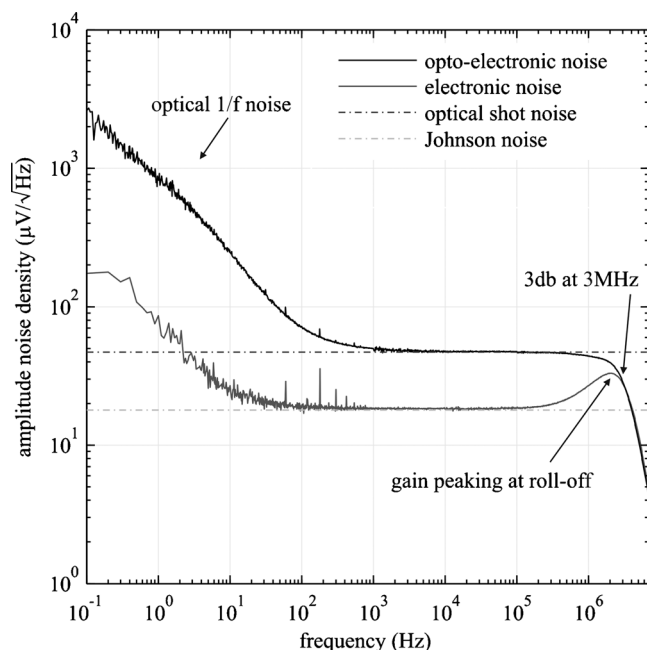 10^4
10^3
10^2
10^1
10^0
amplitude noise density (μV/√Hz)
opto-electronic noise
electronic noise
optical shot noise
Johnson noise
optical 1/f noise
3db at 3MHz
gain peaking at roll-off
10^-1 10^0 10^1 10^2 10^3 10^4 10^5 10^6
frequency (Hz)